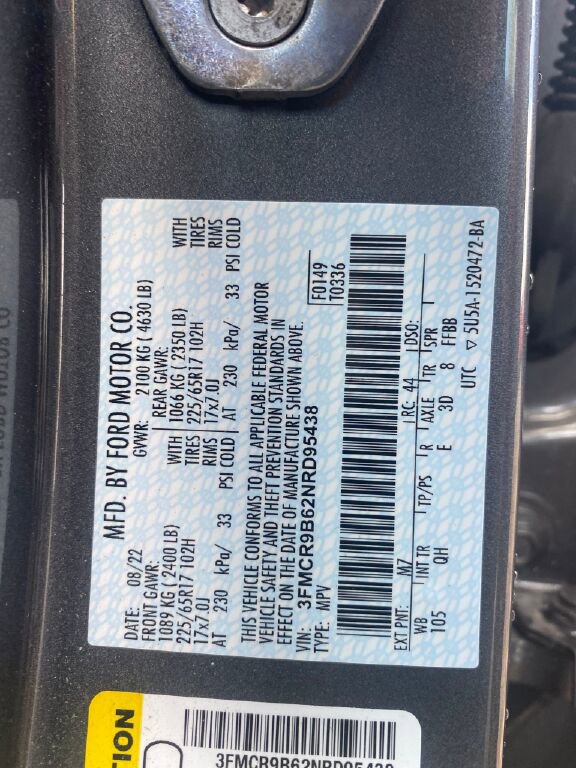 MFD. BY FORD MOTOR CO.
DATE: 08/22 GVWR: 2100 KG ( 4630 LB)
FRONT GAWR: REAR GAWR:
1089 KG ( 2400 LB) 1066 KG ( 2350 LB) WITH
225/65R17 102H TIRES 225/65R17 102H TIRES
17x7.0J RIMS 17x7.0J RIMS
AT 230 kPa/ 33 PSI COLD AT 230 kPa/ 33 PSI COLD
THIS VEHICLE CONFORMS TO ALL APPLICABLE FEDERAL MOTOR
VEHICLE SAFETY AND THEFT PREVENTION STANDARDS IN
EFFECT ON THE DATE OF MANUFACTURE SHOWN ABOVE.
VIN: 3FMCR9B62NRD95438 F0149
TYPE: MPV T0336
EXT PNT: M7 RC: 44 DSO:
WB INT TR TP/PS R AXLE TR SPR
105 QH E 3D 8 FFBB
UTC ▽ 5U5A-1520472-BA
3FMCR9B62NRD95438